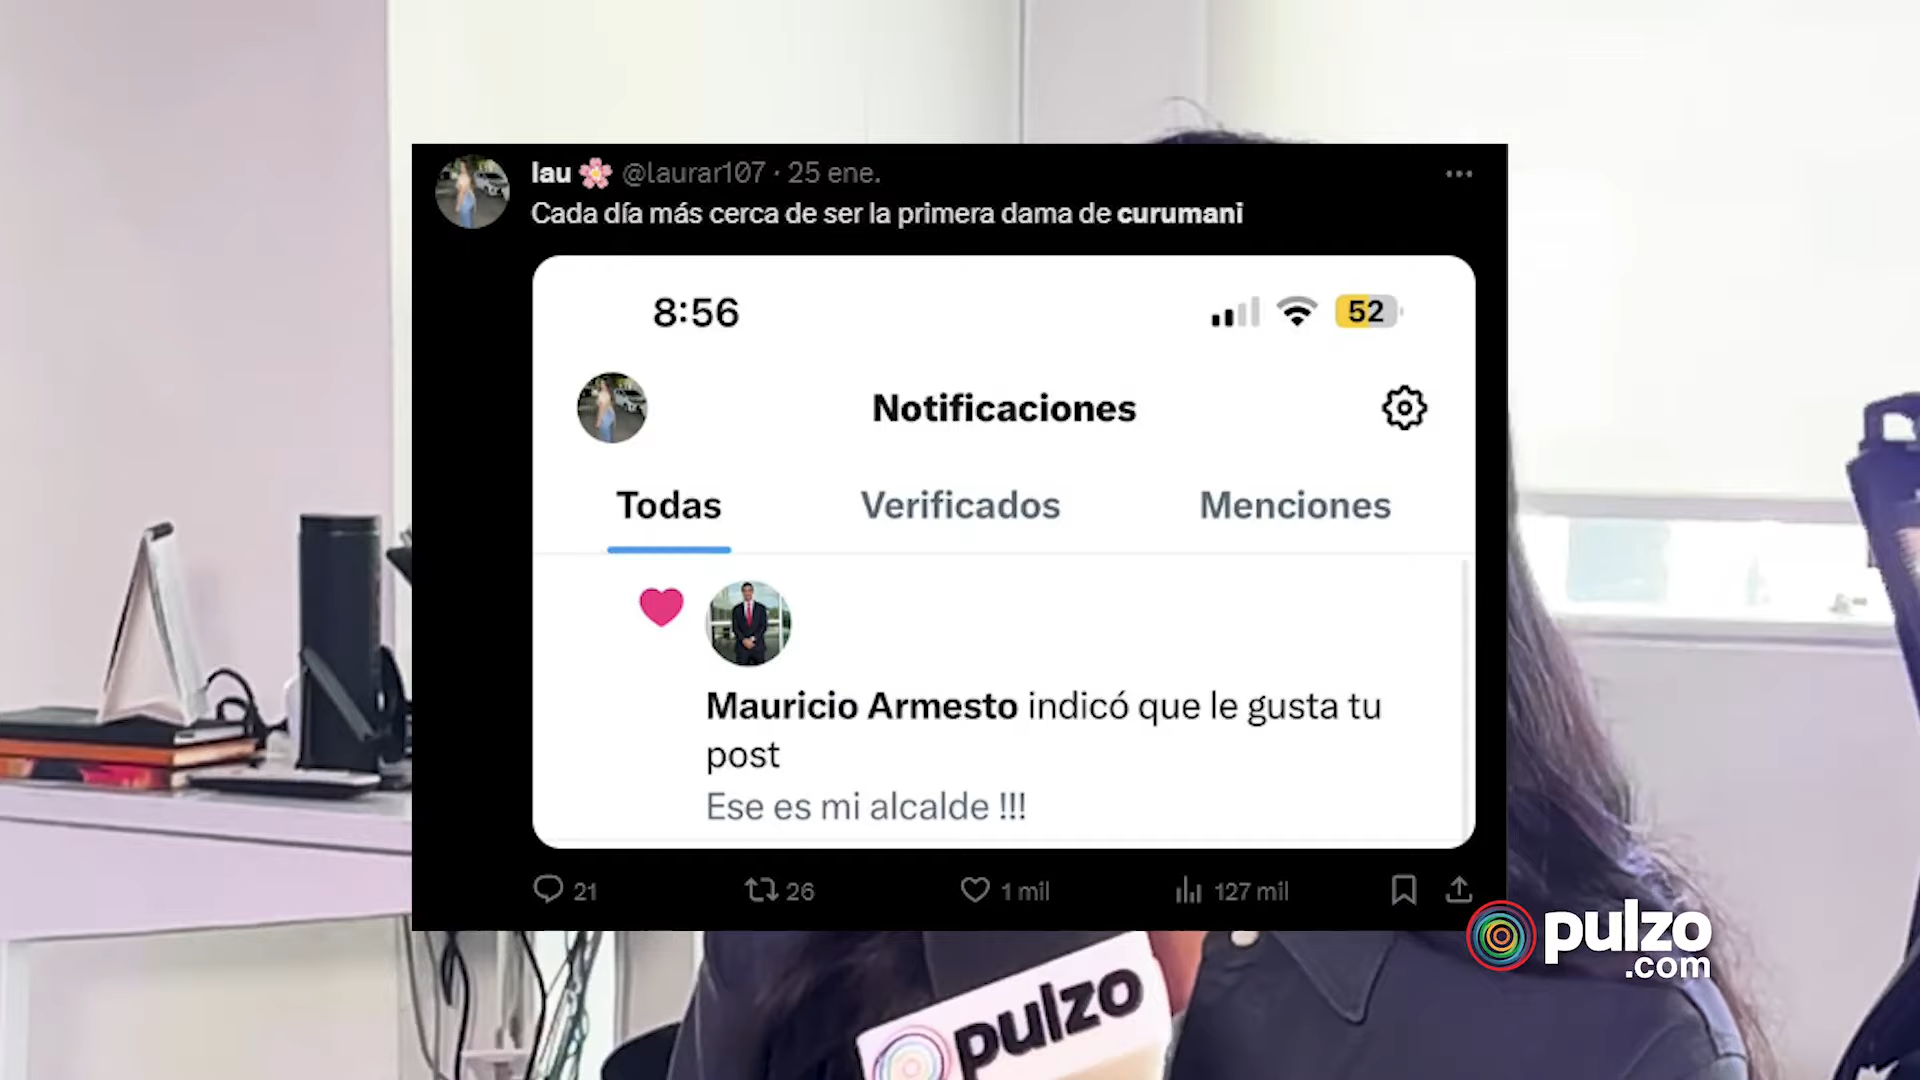 lau 🌸 @laurar107 · 25 ene.
Cada día más cerca de ser la primera dama de curumani
8:56
52
Notificaciones
Todas Verificados Menciones
Mauricio Armesto indicó que le gusta tu
post
Ese es mi alcalde !!!
21 26 1 mil 127 mil
pulzo
.com
pulzo